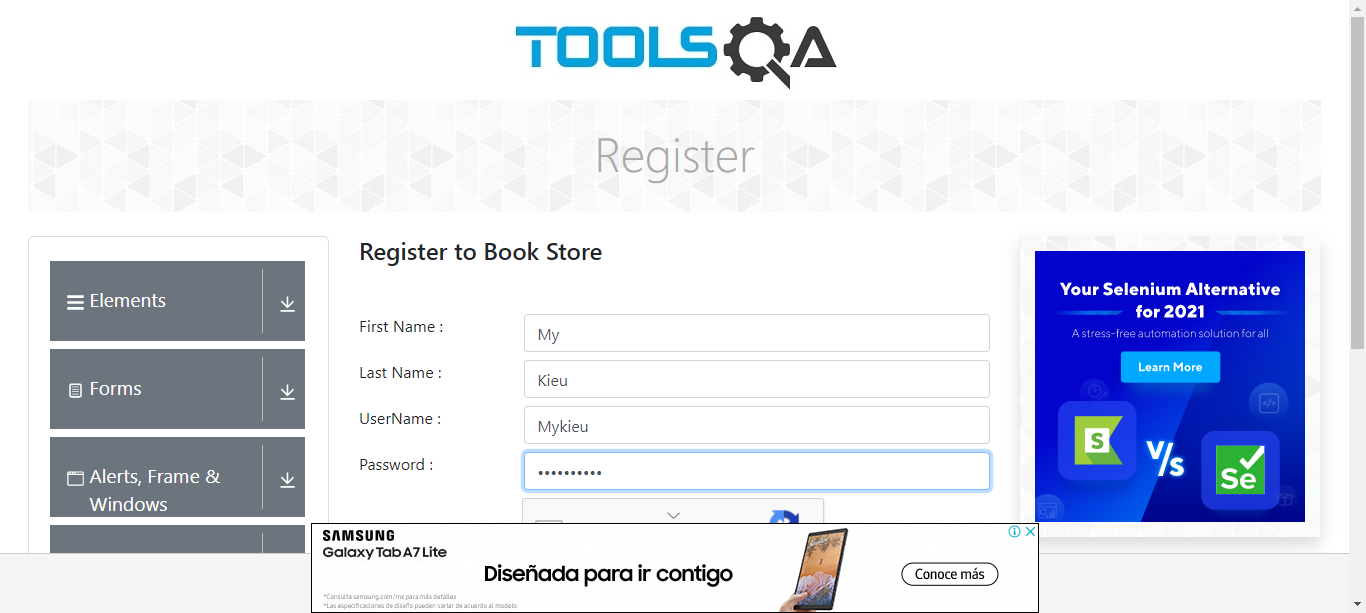 TOOLSQA
Register
Elements
Forms
Alerts, Frame &
Windows
Register to Book Store
First Name :
My
Last Name :
Kieu
UserName :
Mykieu
Password :
••••••••••
Your Selenium Alternative
for 2021
A stress-free automation solution for all
Learn More
S
V/s
Se
SAMSUNG
Galaxy Tab A7 Lite
Diseñada para ir contigo
Conoce más
*Consulta samsung.com/mx para más detalles
*Las especificaciones de diseño pueden variar de acuerdo al modelo.